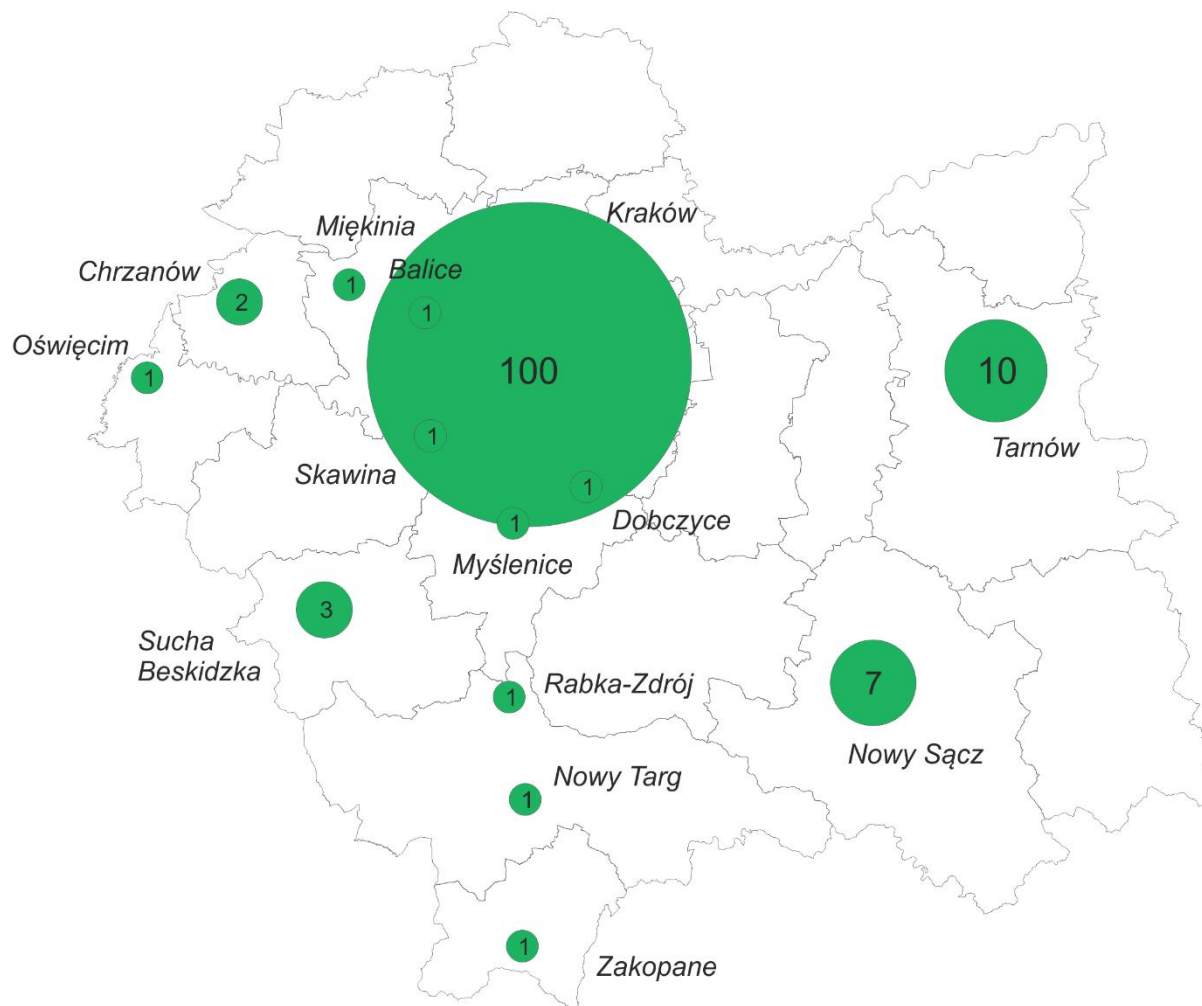 Kraków
Miękinia
Balice
Chrzanów
1
2
1
Oświęcim
1
100
10
Tarnów
1
Skawina
1
Dobczyce
1
Myślenice
3
Sucha
Beskidzka
Rabka-Zdrój
1
7
Nowy Sącz
Nowy Targ
1
1
Zakopane